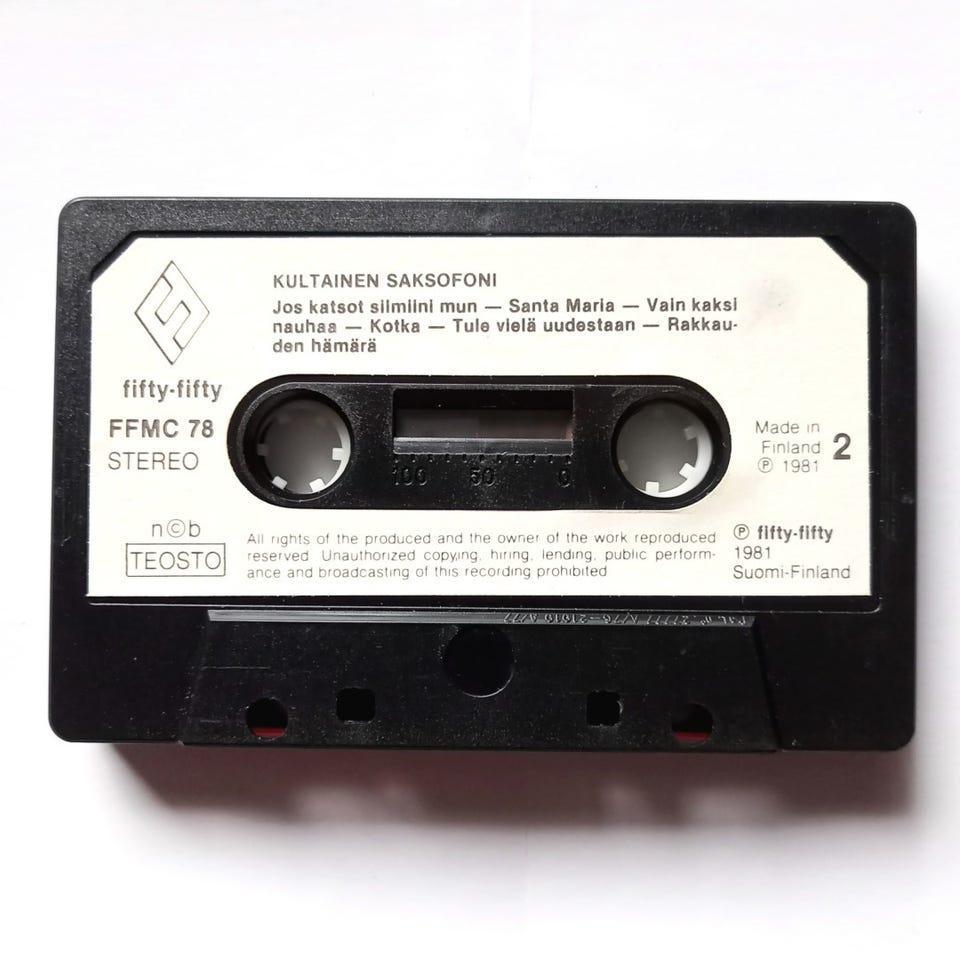 KULTAINEN SAKSOFONI
Jos katsot silmiini mun — Santa Maria — Vain kaksi
nauhaa — Kotka — Tule vielä uudestaan — Rakkau-
den hämärä
fifty-fifty
FFMC 78
STEREO
100 50 0
Made in
Finland
℗ 1981
2
n©b
TEOSTO
All rights of the produced and the owner of the work reproduced
reserved. Unauthorized copying, hiring, lending, public perform-
ance and broadcasting of this recording prohibited
℗ fifty-fifty
1981
Suomi-Finland